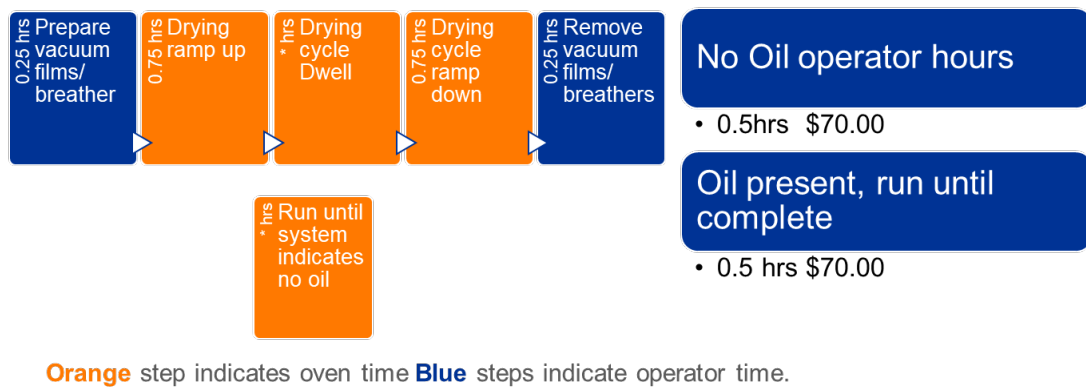 0.25 hrs
Prepare
vacuum
films/
breather
0.75 hrs
Drying
ramp up
* hrs
Drying
cycle
Dwell
0.75 hrs
Drying
cycle
ramp
down
0.25 hrs
Remove
vacuum
films/
breathers
* hrs
Run until
system
indicates
no oil
No Oil operator hours
• 0.5hrs $70.00
Oil present, run until
complete
• 0.5 hrs $70.00
Orange step indicates oven time Blue steps indicate operator time.